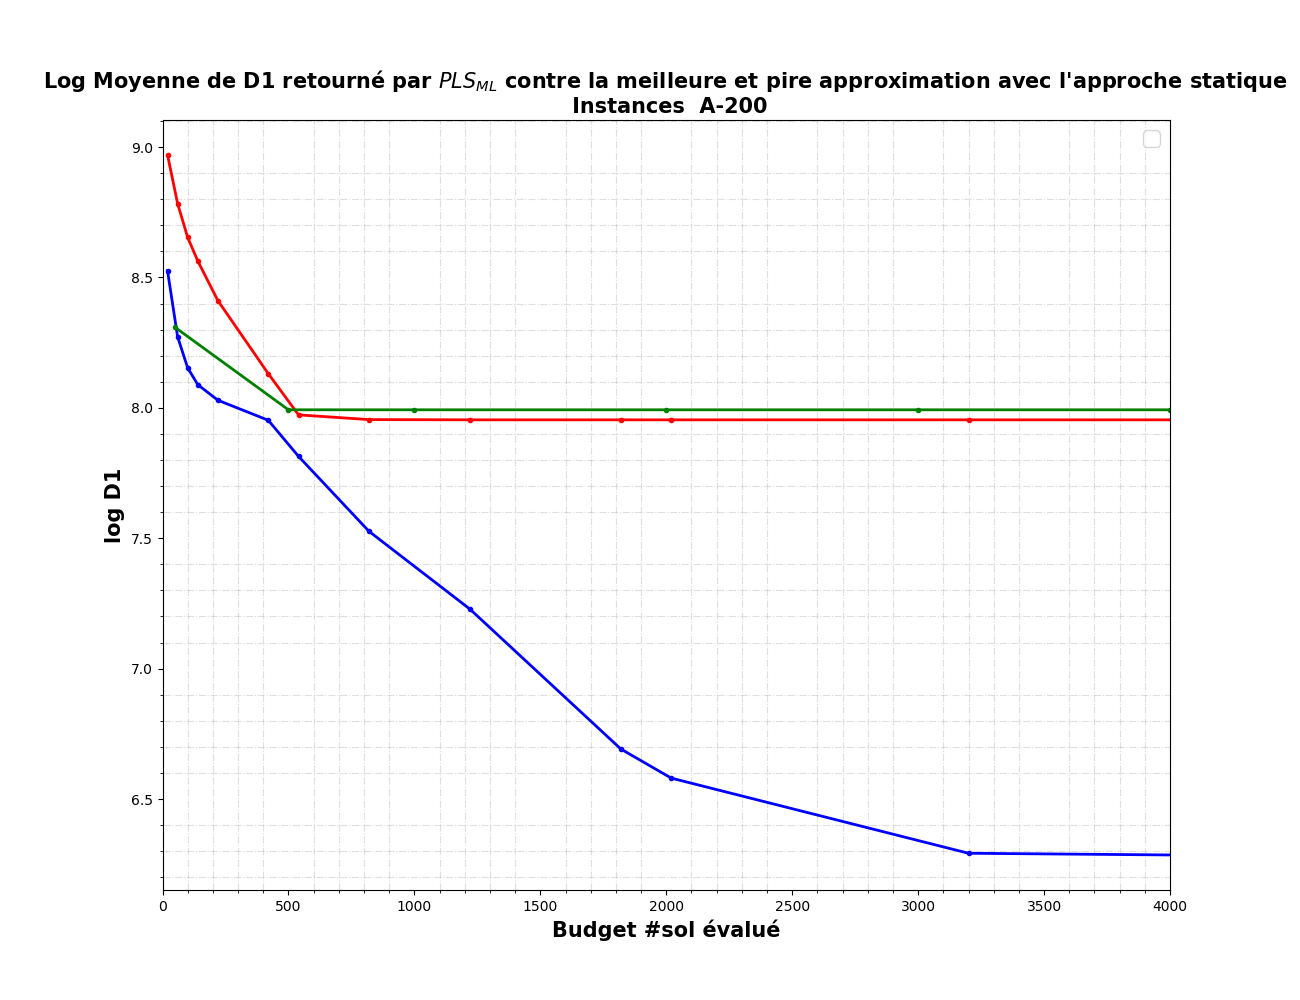 Log Moyenne de D1 retourné par PLS_ML contre la meilleure et pire approximation avec l'approche statique
Instances A-200
9.0
8.5
8.0
7.5
7.0
6.5
log D1
0 500 1000 1500 2000 2500 3000 3500 4000
Budget #sol évalué